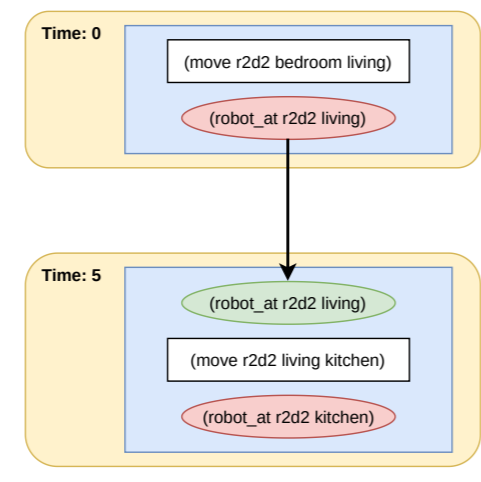 Time: 0
(move r2d2 bedroom living)
(robot_at r2d2 living)
Time: 5
(robot_at r2d2 living)
(move r2d2 living kitchen)
(robot_at r2d2 kitchen)